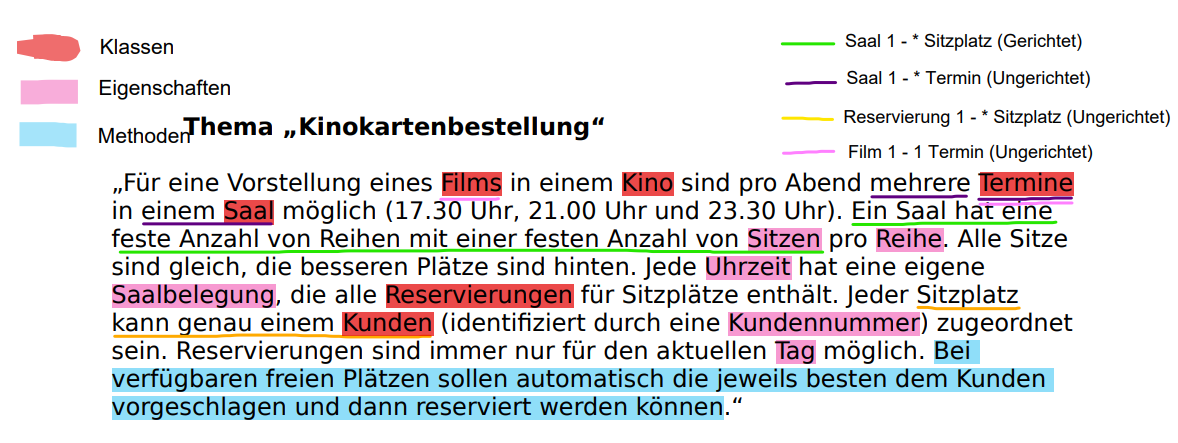 Klassen
Eigenschaften
Methoden
Saal 1 - * Sitzplatz (Gerichtet)
Saal 1 - * Termin (Ungerichtet)
Reservierung 1 - * Sitzplatz (Ungerichtet)
Film 1 - 1 Termin (Ungerichtet)
Thema „Kinokartenbestellung“
„Für eine Vorstellung eines Films in einem Kino sind pro Abend mehrere Termine
in einem Saal möglich (17.30 Uhr, 21.00 Uhr und 23.30 Uhr). Ein Saal hat eine
feste Anzahl von Reihen mit einer festen Anzahl von Sitzen pro Reihe. Alle Sitze
sind gleich, die besseren Plätze sind hinten. Jede Uhrzeit hat eine eigene
Saalbelegung, die alle Reservierungen für Sitzplätze enthält. Jeder Sitzplatz
kann genau einem Kunden (identifiziert durch eine Kundennummer) zugeordnet
sein. Reservierungen sind immer nur für den aktuellen Tag möglich. Bei
verfügbaren freien Plätzen sollen automatisch die jeweils besten dem Kunden
vorgeschlagen und dann reserviert werden können.“